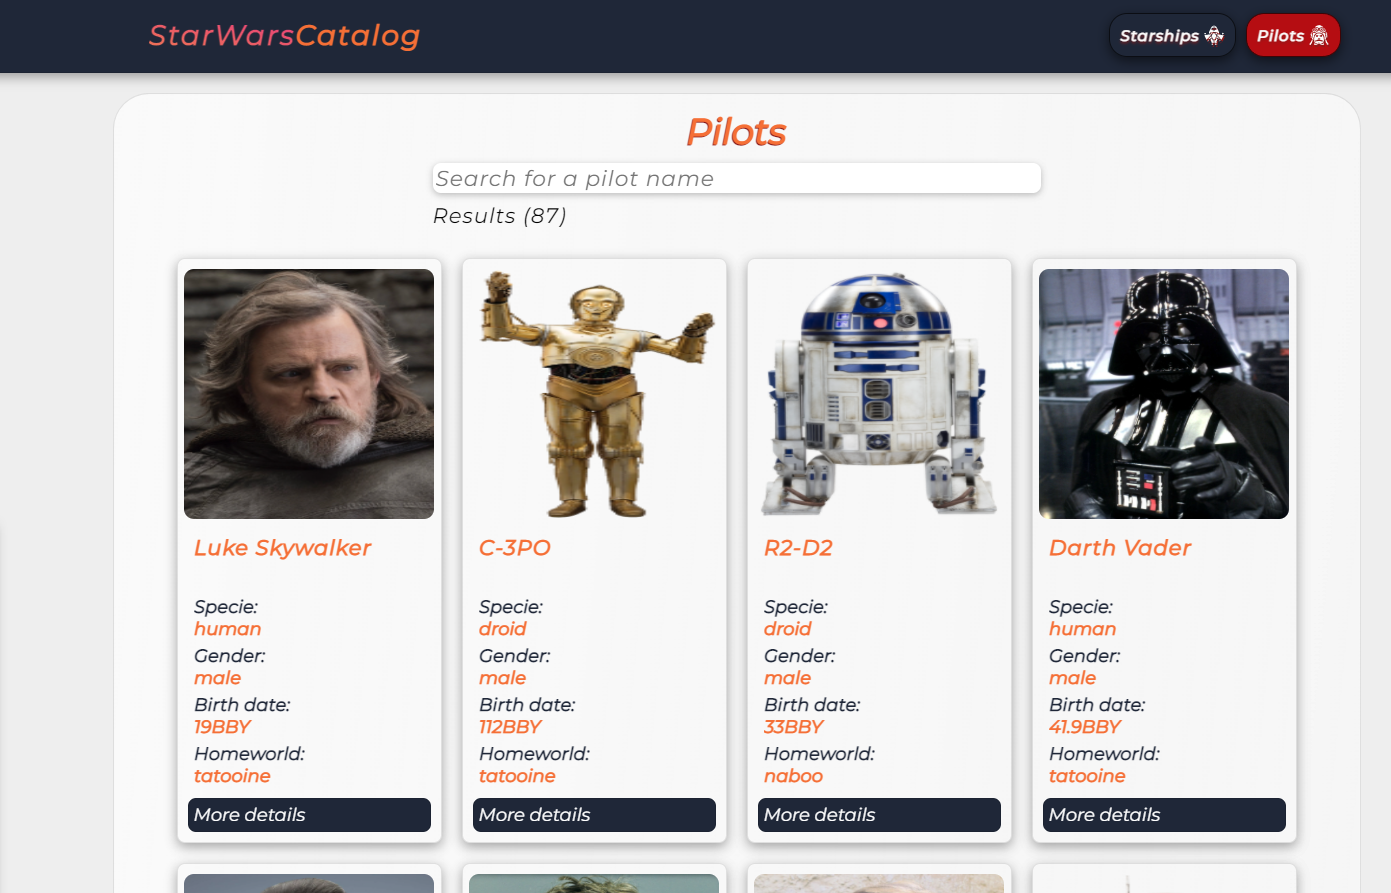 StarWarsCatalog
Starships
Pilots
Pilots
Search for a pilot name
Results (87)
Luke Skywalker
Specie:
human
Gender:
male
Birth date:
19BBY
Homeworld:
tatooine
More details
C-3PO
Specie:
droid
Gender:
male
Birth date:
112BBY
Homeworld:
tatooine
More details
R2-D2
Specie:
droid
Gender:
male
Birth date:
33BBY
Homeworld:
naboo
More details
Darth Vader
Specie:
human
Gender:
male
Birth date:
41.9BBY
Homeworld:
tatooine
More details